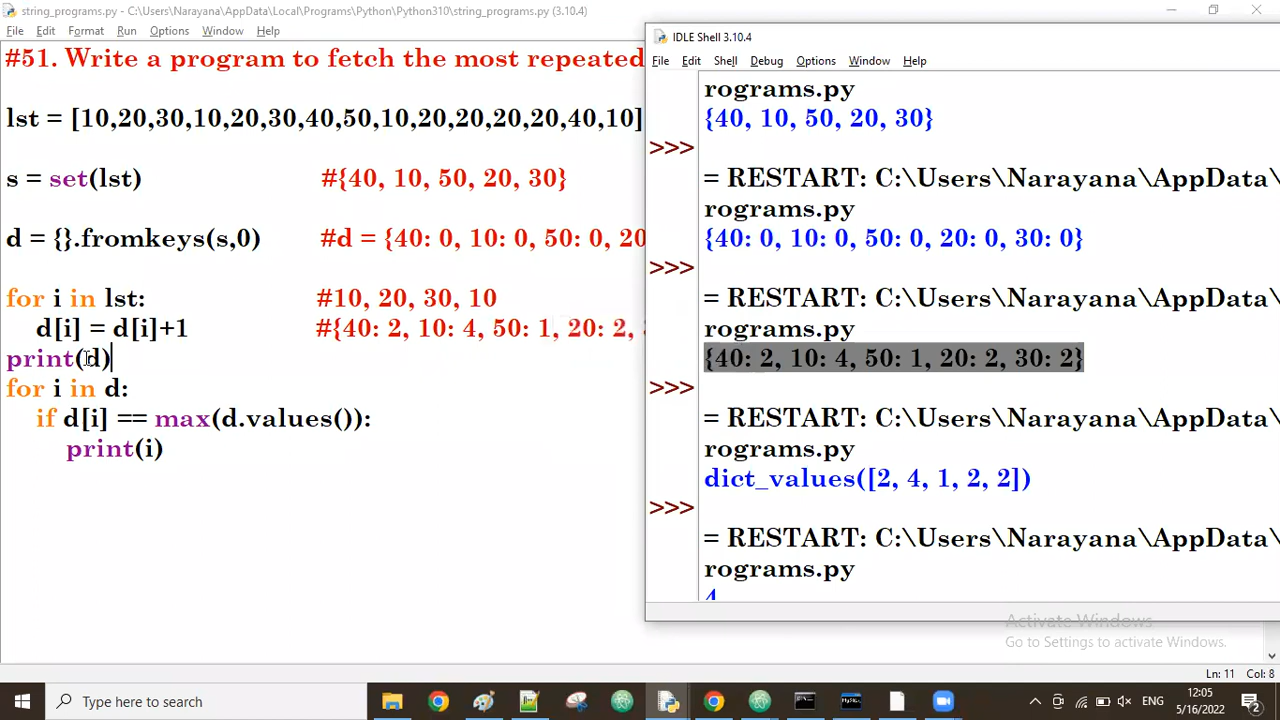 string_programs.py - C:\Users\Narayana\AppData\Local\Programs\Python\Python310\string_programs.py (3.10.4)
File Edit Format Run Options Window Help
#51. Write a program to fetch the most repeated
lst = [10,20,30,10,20,30,40,50,10,20,20,20,20,40,10]
s = set(lst) #{40, 10, 50, 20, 30}
d = {}.fromkeys(s,0) #d = {40: 0, 10: 0, 50: 0, 20
for i in lst: #10, 20, 30, 10
d[i] = d[i]+1 #{40: 2, 10: 4, 50: 1, 20: 2,
print(d)
for i in d:
if d[i] == max(d.values()):
print(i)
IDLE Shell 3.10.4
File Edit Shell Debug Options Window Help
rograms.py
{40, 10, 50, 20, 30}
>>>
= RESTART: C:\Users\Narayana\AppData\
rograms.py
{40: 0, 10: 0, 50: 0, 20: 0, 30: 0}
>>>
= RESTART: C:\Users\Narayana\AppData\
rograms.py
{40: 2, 10: 4, 50: 1, 20: 2, 30: 2}
>>>
= RESTART: C:\Users\Narayana\AppData\
rograms.py
dict_values([2, 4, 1, 2, 2])
>>>
= RESTART: C:\Users\Narayana\AppData\
rograms.py
4
Activate Windows
Go to Settings to activate Windows.
Ln: 11 Col: 8
Type here to search
ENG
12:05
5/16/2022
2